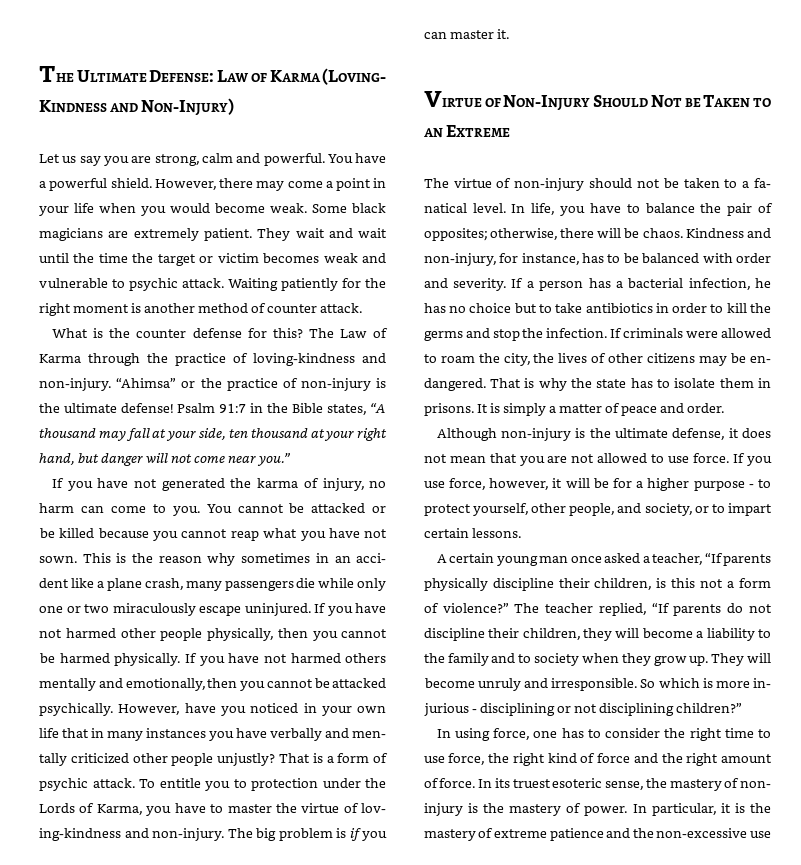 The Ultimate Defense: Law of Karma (Loving-
Kindness and Non-Injury)
Let us say you are strong, calm and powerful. You have
a powerful shield. However, there may come a point in
your life when you would become weak. Some black
magicians are extremely patient. They wait and wait
until the time the target or victim becomes weak and
vulnerable to psychic attack. Waiting patiently for the
right moment is another method of counter attack.
What is the counter defense for this? The Law of
Karma through the practice of loving-kindness and
non-injury. “Ahimsa” or the practice of non-injury is
the ultimate defense! Psalm 91:7 in the Bible states, “A
thousand may fall at your side, ten thousand at your right
hand, but danger will not come near you.”
If you have not generated the karma of injury, no
harm can come to you. You cannot be attacked or
be killed because you cannot reap what you have not
sown. This is the reason why sometimes in an acci-
dent like a plane crash, many passengers die while only
one or two miraculously escape uninjured. If you have
not harmed other people physically, then you cannot
be harmed physically. If you have not harmed others
mentally and emotionally, then you cannot be attacked
psychically. However, have you noticed in your own
life that in many instances you have verbally and men-
tally criticized other people unjustly? That is a form of
psychic attack. To entitle you to protection under the
Lords of Karma, you have to master the virtue of lov-
ing-kindness and non-injury. The big problem is if you
can master it.
Virtue of Non-Injury Should Not be Taken to
an Extreme
The virtue of non-injury should not be taken to a fa-
natical level. In life, you have to balance the pair of
opposites; otherwise, there will be chaos. Kindness and
non-injury, for instance, has to be balanced with order
and severity. If a person has a bacterial infection, he
has no choice but to take antibiotics in order to kill the
germs and stop the infection. If criminals were allowed
to roam the city, the lives of other citizens may be en-
dangered. That is why the state has to isolate them in
prisons. It is simply a matter of peace and order.
Although non-injury is the ultimate defense, it does
not mean that you are not allowed to use force. If you
use force, however, it will be for a higher purpose - to
protect yourself, other people, and society, or to impart
certain lessons.
A certain young man once asked a teacher, “If parents
physically discipline their children, is this not a form
of violence?” The teacher replied, “If parents do not
discipline their children, they will become a liability to
the family and to society when they grow up. They will
become unruly and irresponsible. So which is more in-
jurious - disciplining or not disciplining children?”
In using force, one has to consider the right time to
use force, the right kind of force and the right amount
of force. In its truest esoteric sense, the mastery of non-
injury is the mastery of power. In particular, it is the
mastery of extreme patience and the non-excessive use